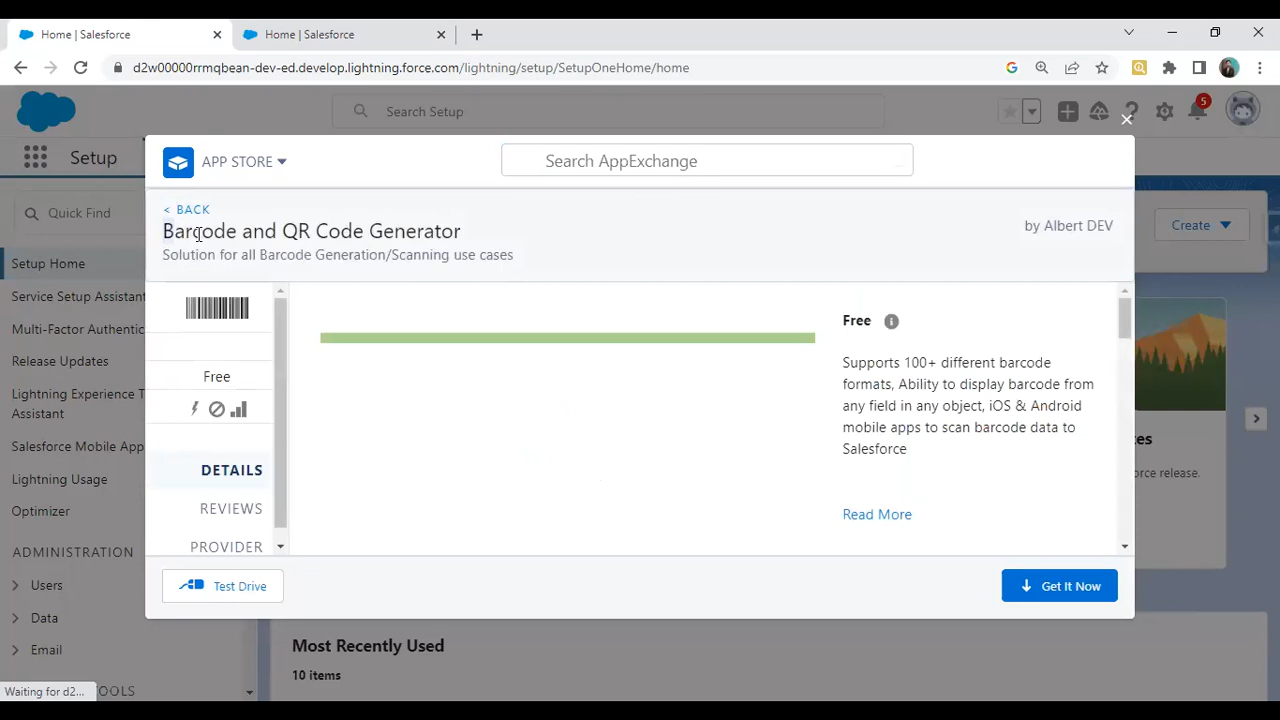 Home | Salesforce
Home | Salesforce
d2w00000rrmqbean-dev-ed.develop.lightning.force.com/lightning/setup/SetupOneHome/home
Search Setup
5
Setup
APP STORE
Search AppExchange
Quick Find
< BACK
Barcode and QR Code Generator
by Albert DEV
Solution for all Barcode Generation/Scanning use cases
Create
Setup Home
Service Setup Assistant
Multi-Factor Authentic
Release Updates
Lightning Experience T
Assistant
Salesforce Mobile App
Lightning Usage
Optimizer
ADMINISTRATION
Users
Data
Email
Free
DETAILS
REVIEWS
PROVIDER
Free
Supports 100+ different barcode
formats, Ability to display barcode from
any field in any object, iOS & Android
mobile apps to scan barcode data to
Salesforce
Read More
Test Drive
Get It Now
force release.
Most Recently Used
10 items
Waiting for d2...